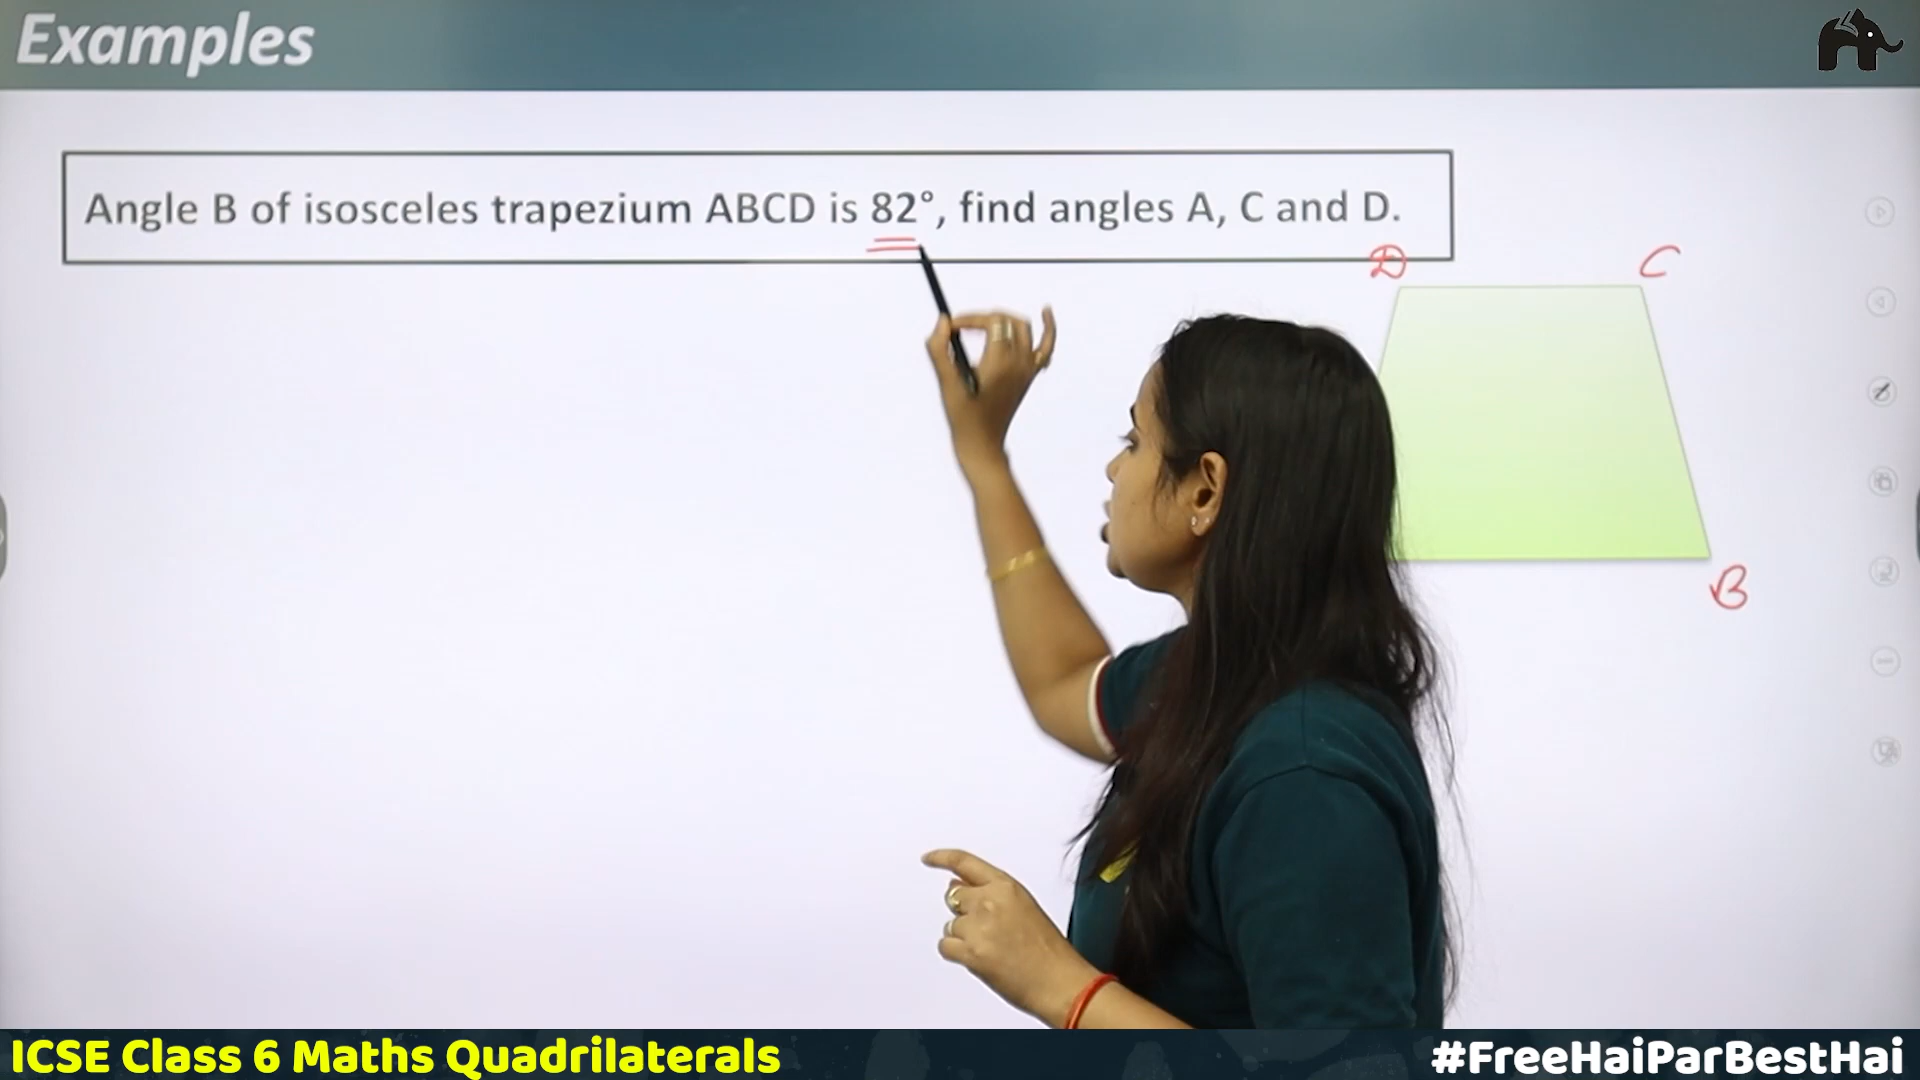 Examples
Angle B of isosceles trapezium ABCD is 82°, find angles A, C and D.
D
C
B
ICSE Class 6 Maths Quadrilaterals
#FreeHaiParBestHai